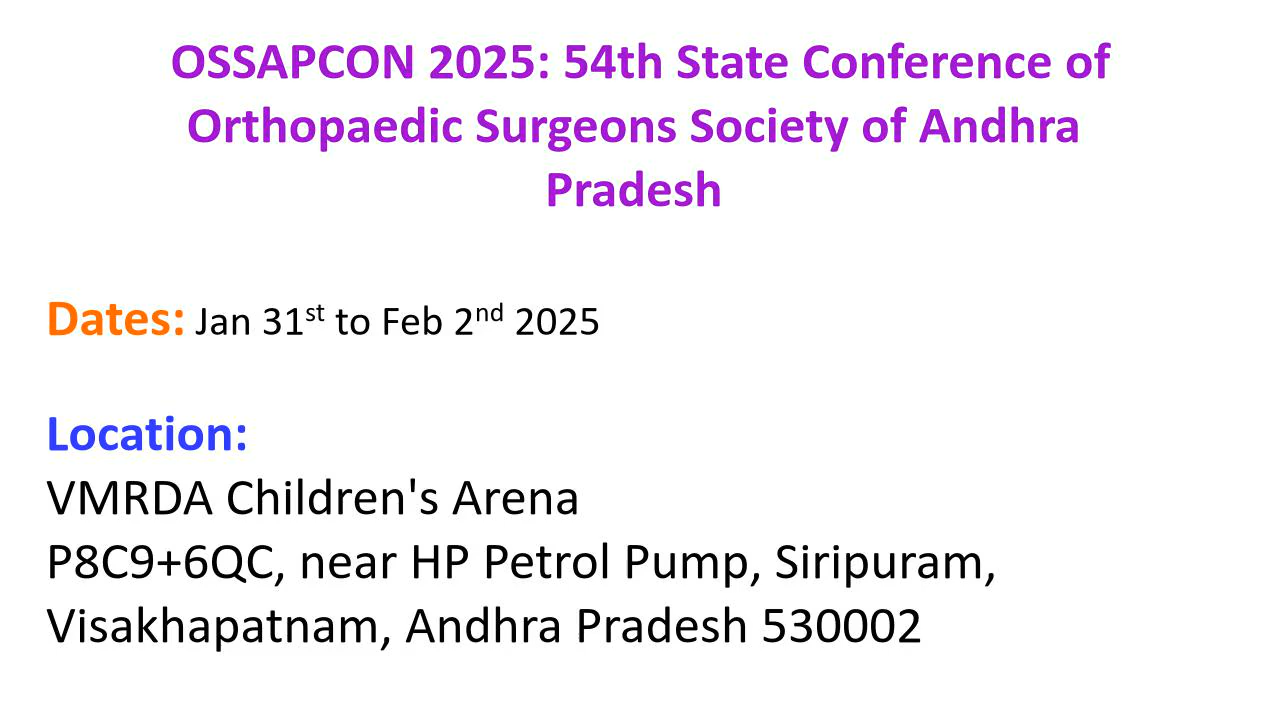 OSSAPCON 2025: 54th State Conference of
Orthopaedic Surgeons Society of Andhra
Pradesh
Dates: Jan 31st to Feb 2nd 2025
Location:
VMRDA Children's Arena
P8C9+6QC, near HP Petrol Pump, Siripuram,
Visakhapatnam, Andhra Pradesh 530002